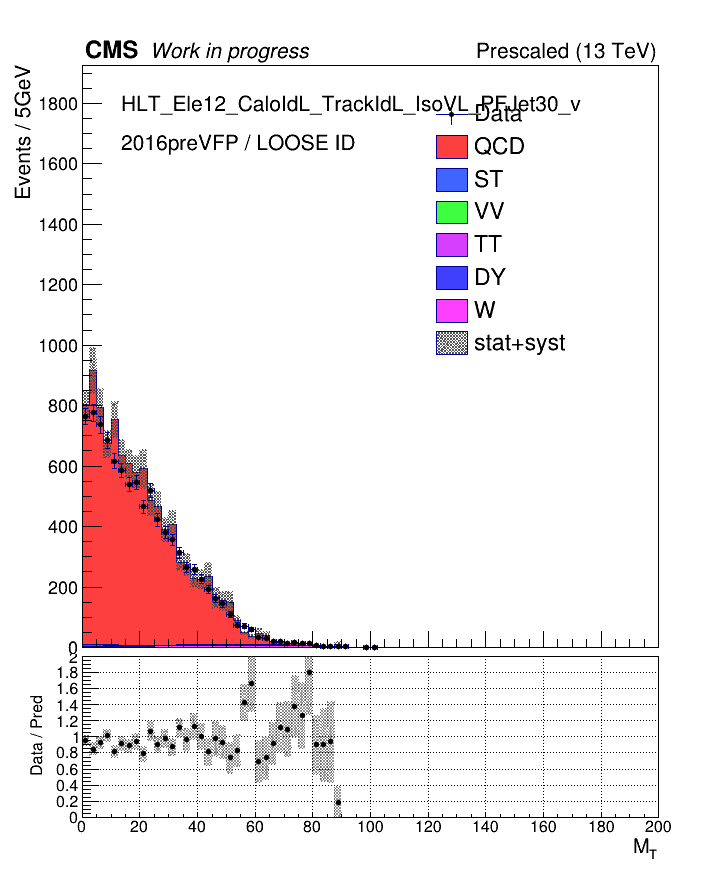 CMS Work in progress Prescaled (13 TeV)
Events / 5GeV
HLT_Ele12_CaloIdL_TrackIdL_IsoVL_PFJet30_v
2016preVFP / LOOSE ID
Data
QCD
ST
VV
TT
DY
W
stat+syst
1800
1600
1400
1200
1000
800
600
400
200
0
Data / Pred
2
1.8
1.6
1.4
1.2
1
0.8
0.6
0.4
0.2
0
0 20 40 60 80 100 120 140 160 180 200
M_T